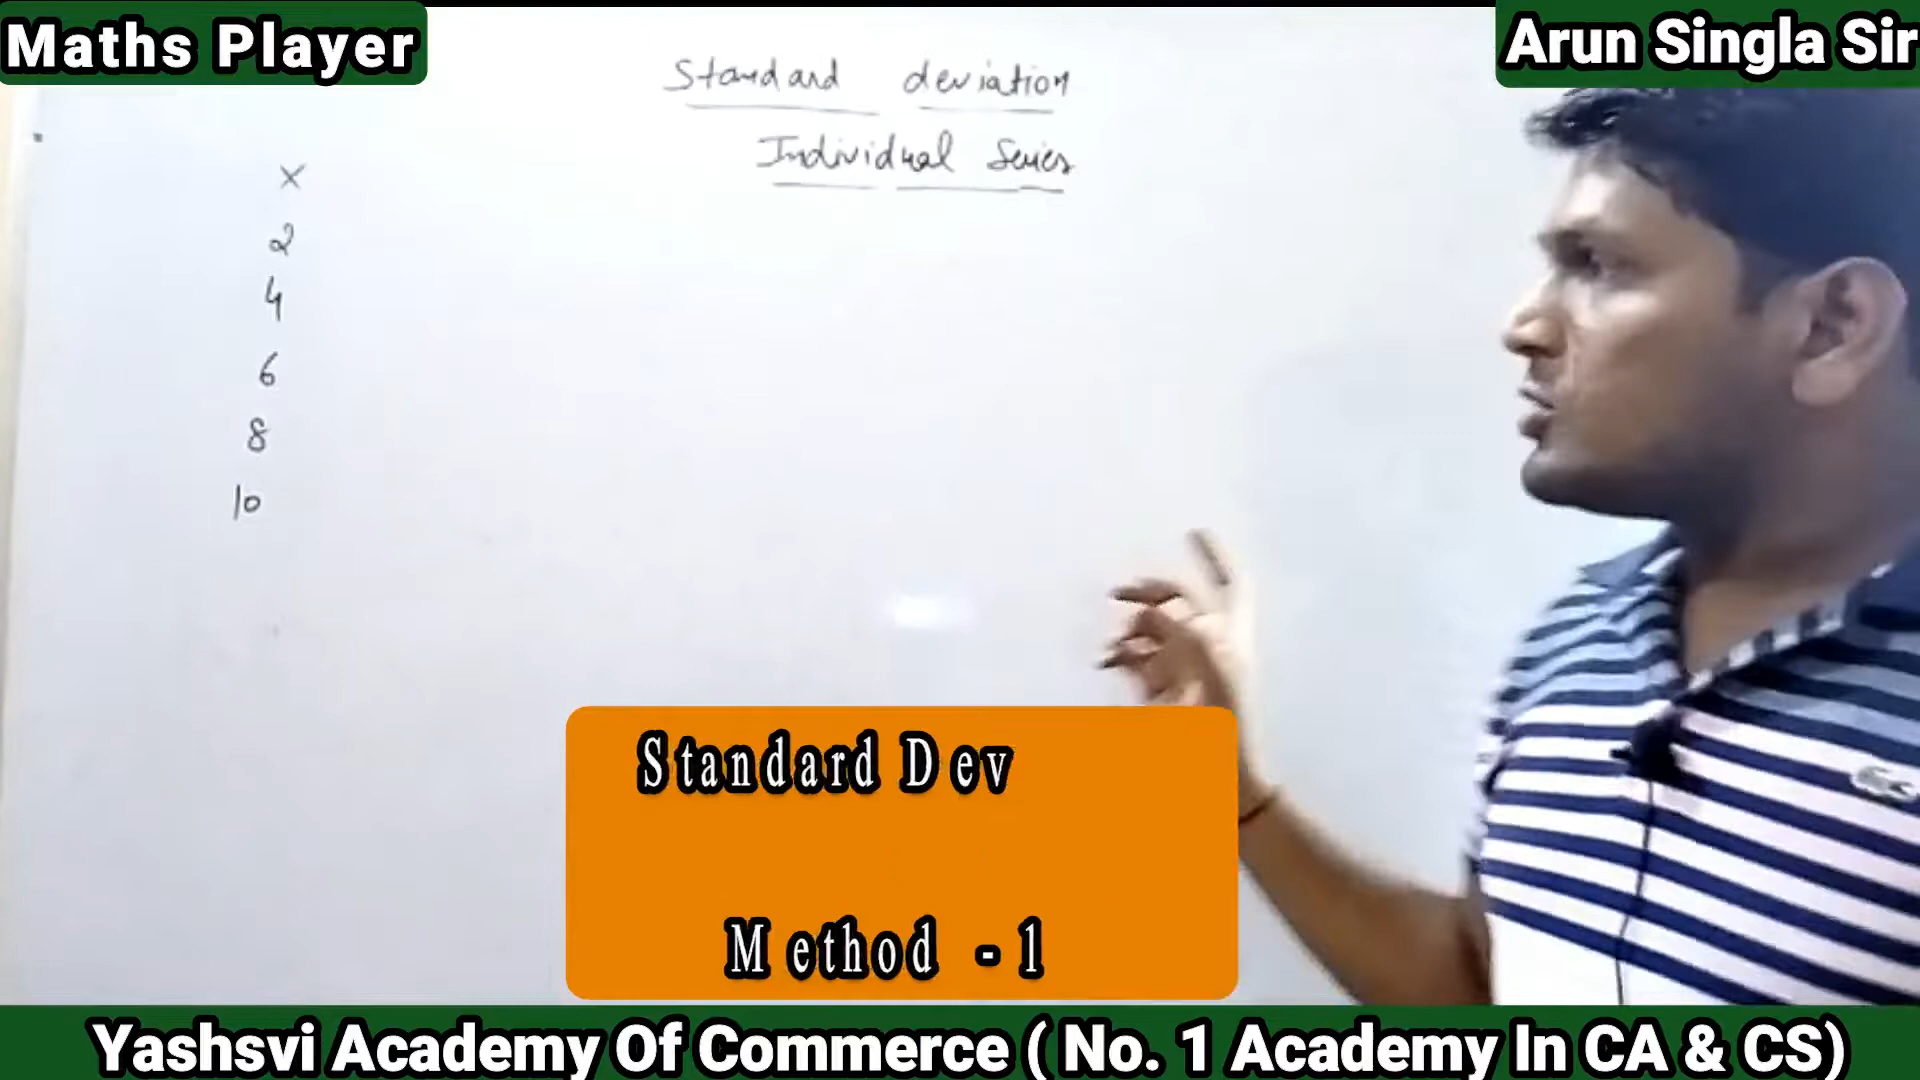 Maths Player
Arun Singla Sir
Standard deviation
Individual Series
X
2
4
6
8
10
Standard Dev
Method - 1
Yashsvi Academy Of Commerce ( No. 1 Academy In CA & CS)